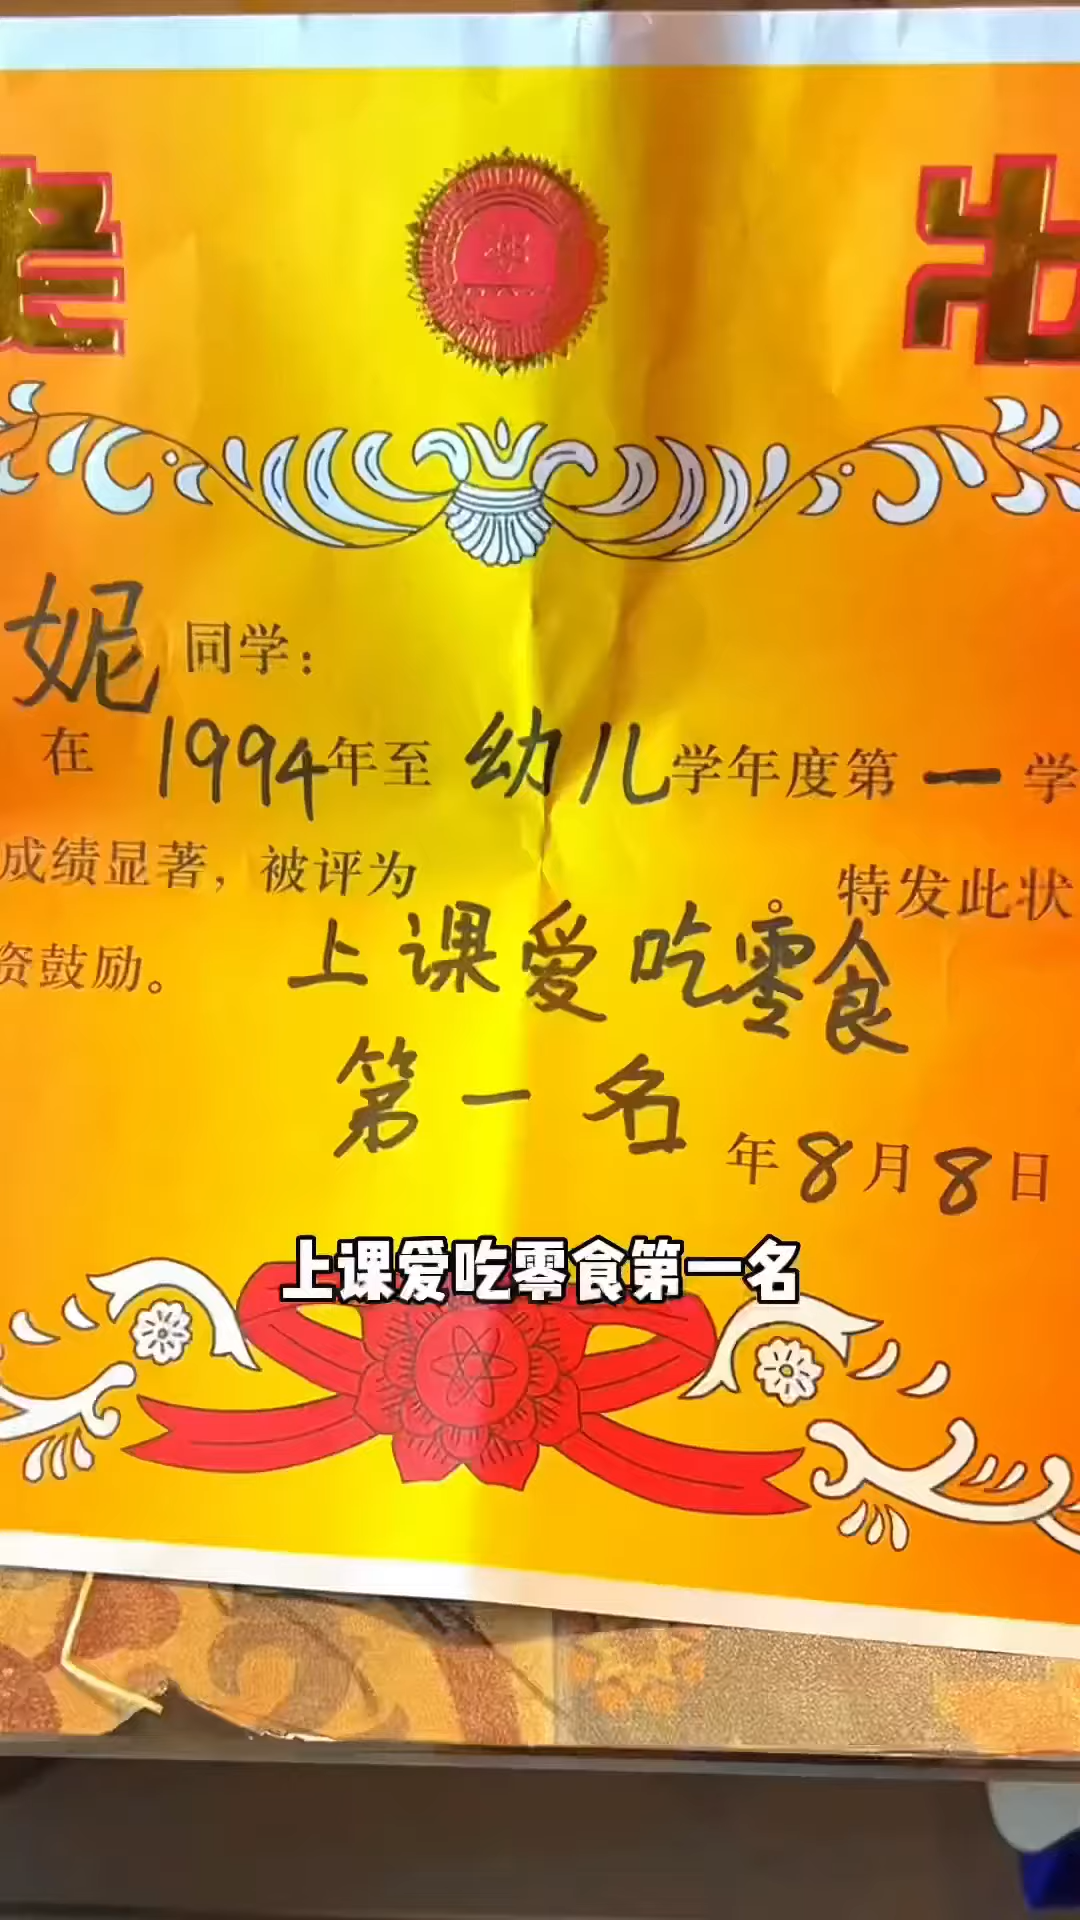 奖 状
妮 同学：
在 1994 年至 幼儿 学年度第 一 学
成绩显著，被评为 。特发此状
资鼓励。 上课爱吃零食
第一名
年 8 月 8 日
上课爱吃零食第一名